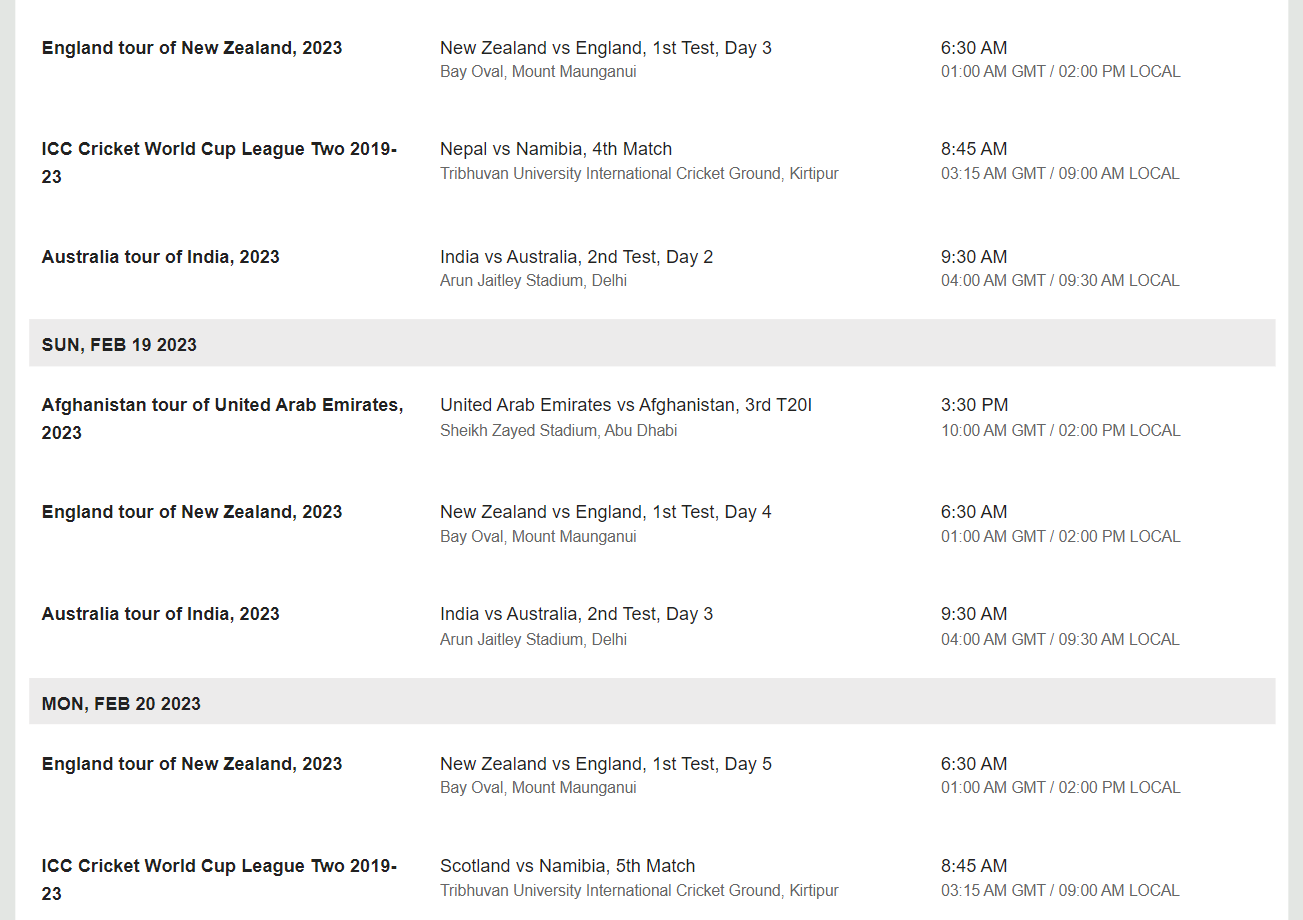 England tour of New Zealand, 2023
New Zealand vs England, 1st Test, Day 3
6:30 AM
Bay Oval, Mount Maunganui
01:00 AM GMT / 02:00 PM LOCAL
ICC Cricket World Cup League Two 2019-
23
Nepal vs Namibia, 4th Match
8:45 AM
Tribhuvan University International Cricket Ground, Kirtipur
03:15 AM GMT / 09:00 AM LOCAL
Australia tour of India, 2023
India vs Australia, 2nd Test, Day 2
9:30 AM
Arun Jaitley Stadium, Delhi
04:00 AM GMT / 09:30 AM LOCAL
SUN, FEB 19 2023
Afghanistan tour of United Arab Emirates,
2023
United Arab Emirates vs Afghanistan, 3rd T20I
3:30 PM
Sheikh Zayed Stadium, Abu Dhabi
10:00 AM GMT / 02:00 PM LOCAL
England tour of New Zealand, 2023
New Zealand vs England, 1st Test, Day 4
6:30 AM
Bay Oval, Mount Maunganui
01:00 AM GMT / 02:00 PM LOCAL
Australia tour of India, 2023
India vs Australia, 2nd Test, Day 3
9:30 AM
Arun Jaitley Stadium, Delhi
04:00 AM GMT / 09:30 AM LOCAL
MON, FEB 20 2023
England tour of New Zealand, 2023
New Zealand vs England, 1st Test, Day 5
6:30 AM
Bay Oval, Mount Maunganui
01:00 AM GMT / 02:00 PM LOCAL
ICC Cricket World Cup League Two 2019-
23
Scotland vs Namibia, 5th Match
8:45 AM
Tribhuvan University International Cricket Ground, Kirtipur
03:15 AM GMT / 09:00 AM LOCAL